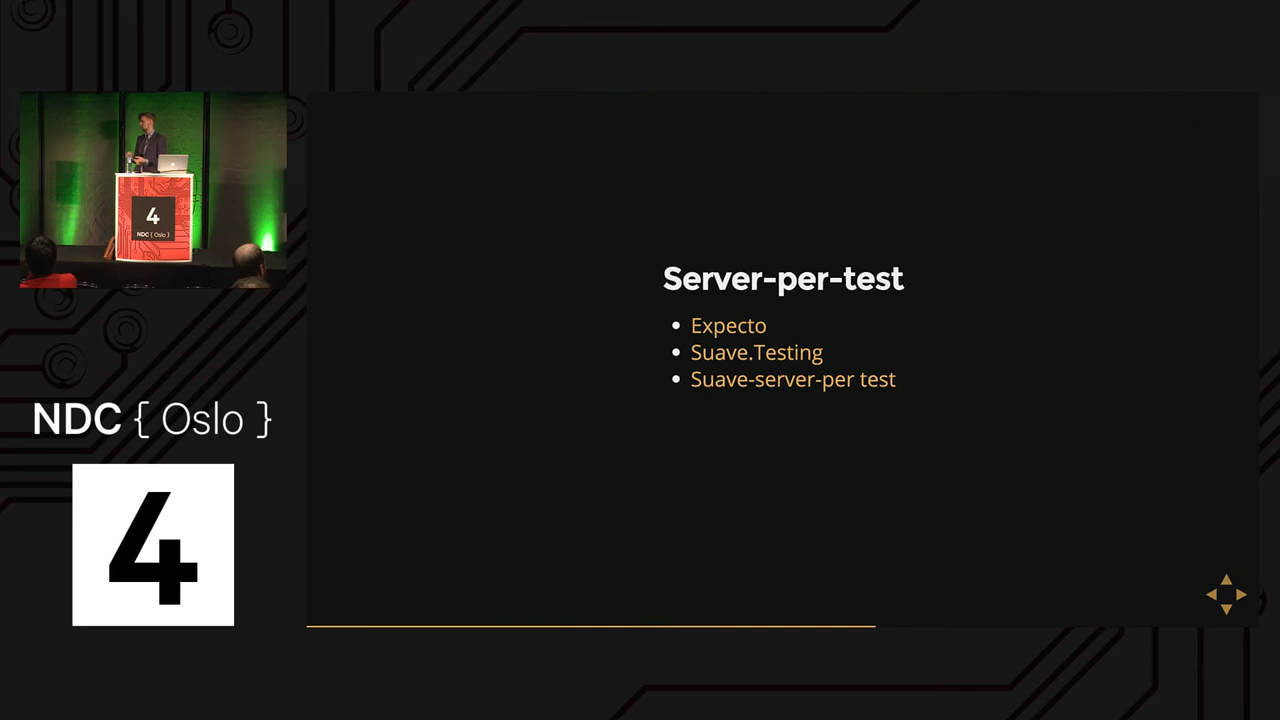 4
NDC { Oslo }
NDC { Oslo }
4
Server-per-test
Expecto
Suave.Testing
Suave-server-per test